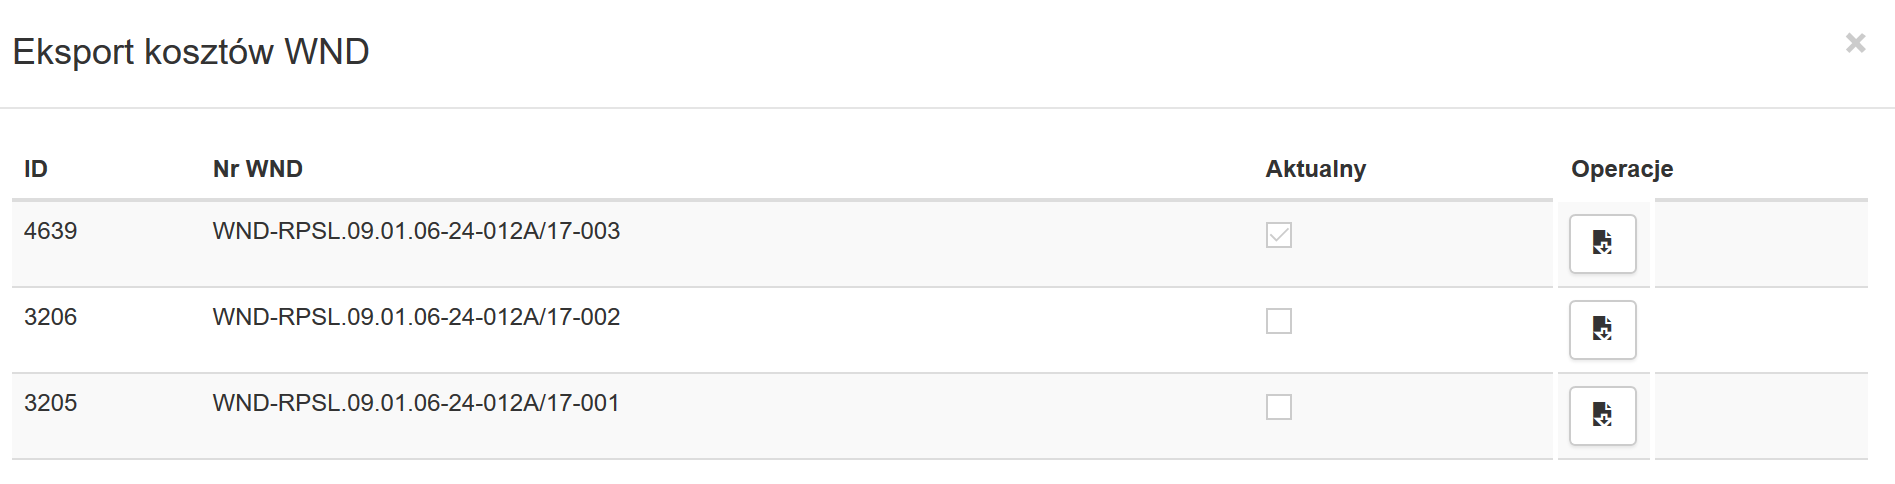 Eksport kosztów WND
ID Nr WND Aktualny Operacje
4639 WND-RPSL.09.01.06-24-012A/17-003
3206 WND-RPSL.09.01.06-24-012A/17-002
3205 WND-RPSL.09.01.06-24-012A/17-001